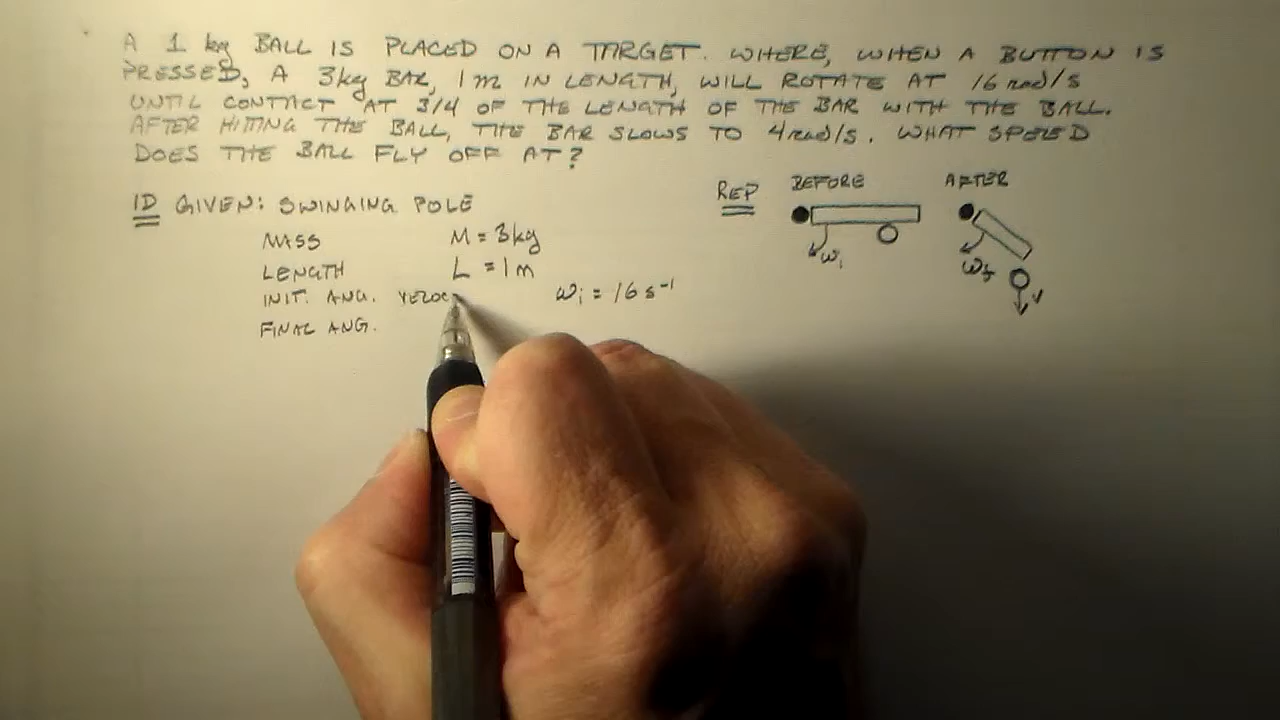 A 1 kg BALL IS PLACED ON A TARGET. WHERE, WHEN A BUTTON IS
PRESSED, A 3kg BAR, 1m IN LENGTH, WILL ROTATE AT 16 rad/s
UNTIL CONTACT AT 3/4 OF THE LENGTH OF THE BAR WITH THE BALL.
AFTER HITTING THE BALL, THE BAR SLOWS TO 4 rad/s. WHAT SPEED
DOES THE BALL FLY OFF AT?
ID GIVEN: SWINGING POLE
MASS M = 3kg
LENGTH L = 1m
INIT. ANG. VELOC ωi = 16 s⁻¹
FINAL ANG.
REP BEFORE AFTER
ωi ωf
v